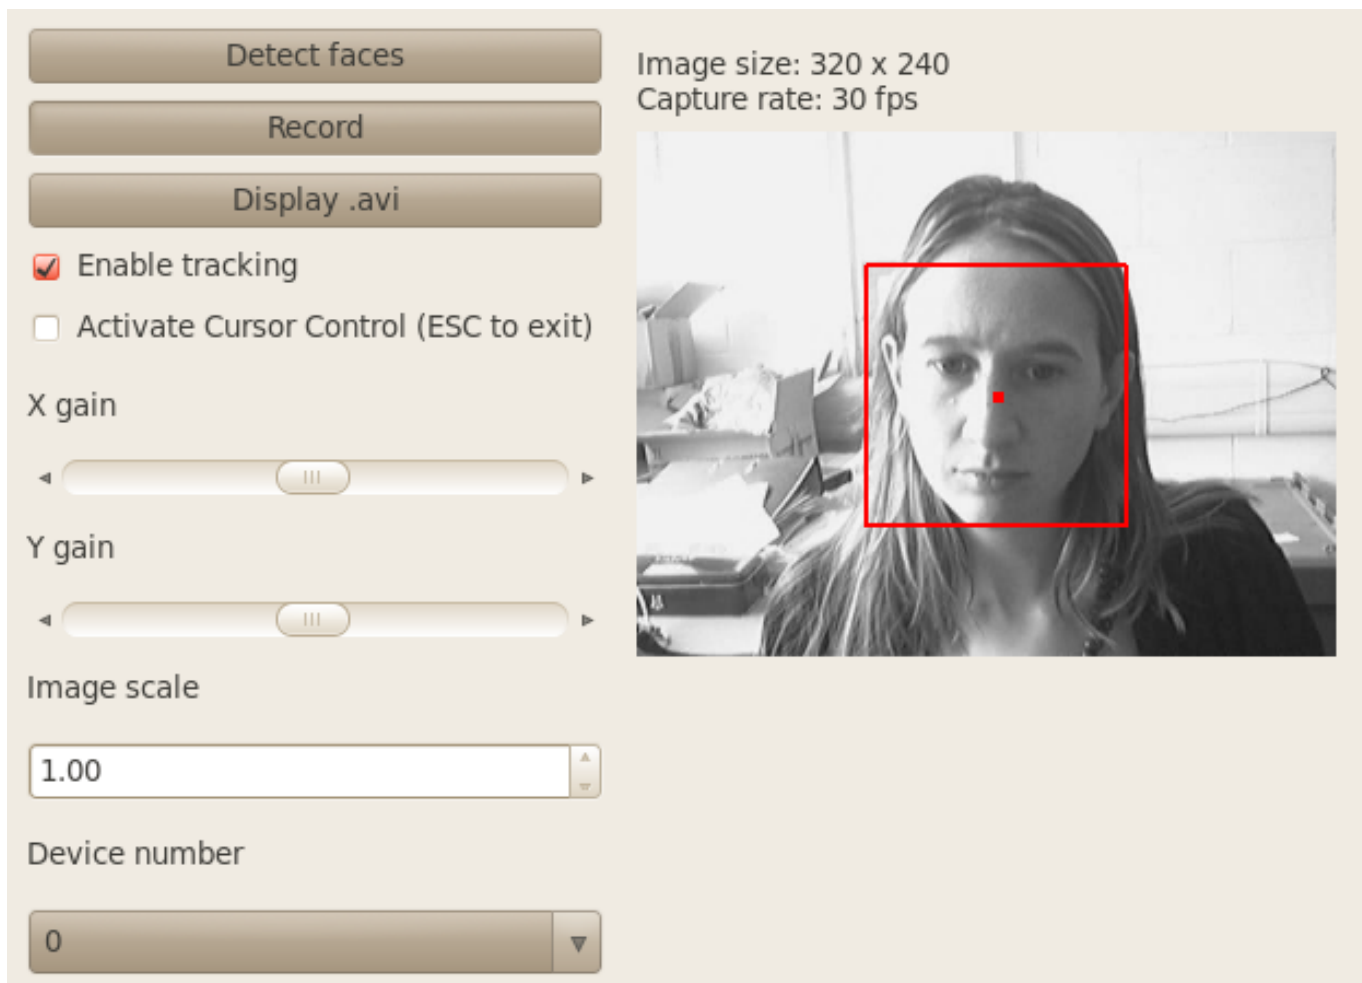 Detect faces
Record
Display .avi
Enable tracking
Activate Cursor Control (ESC to exit)
X gain
Y gain
Image scale
1.00
Device number
0
Image size: 320 x 240
Capture rate: 30 fps